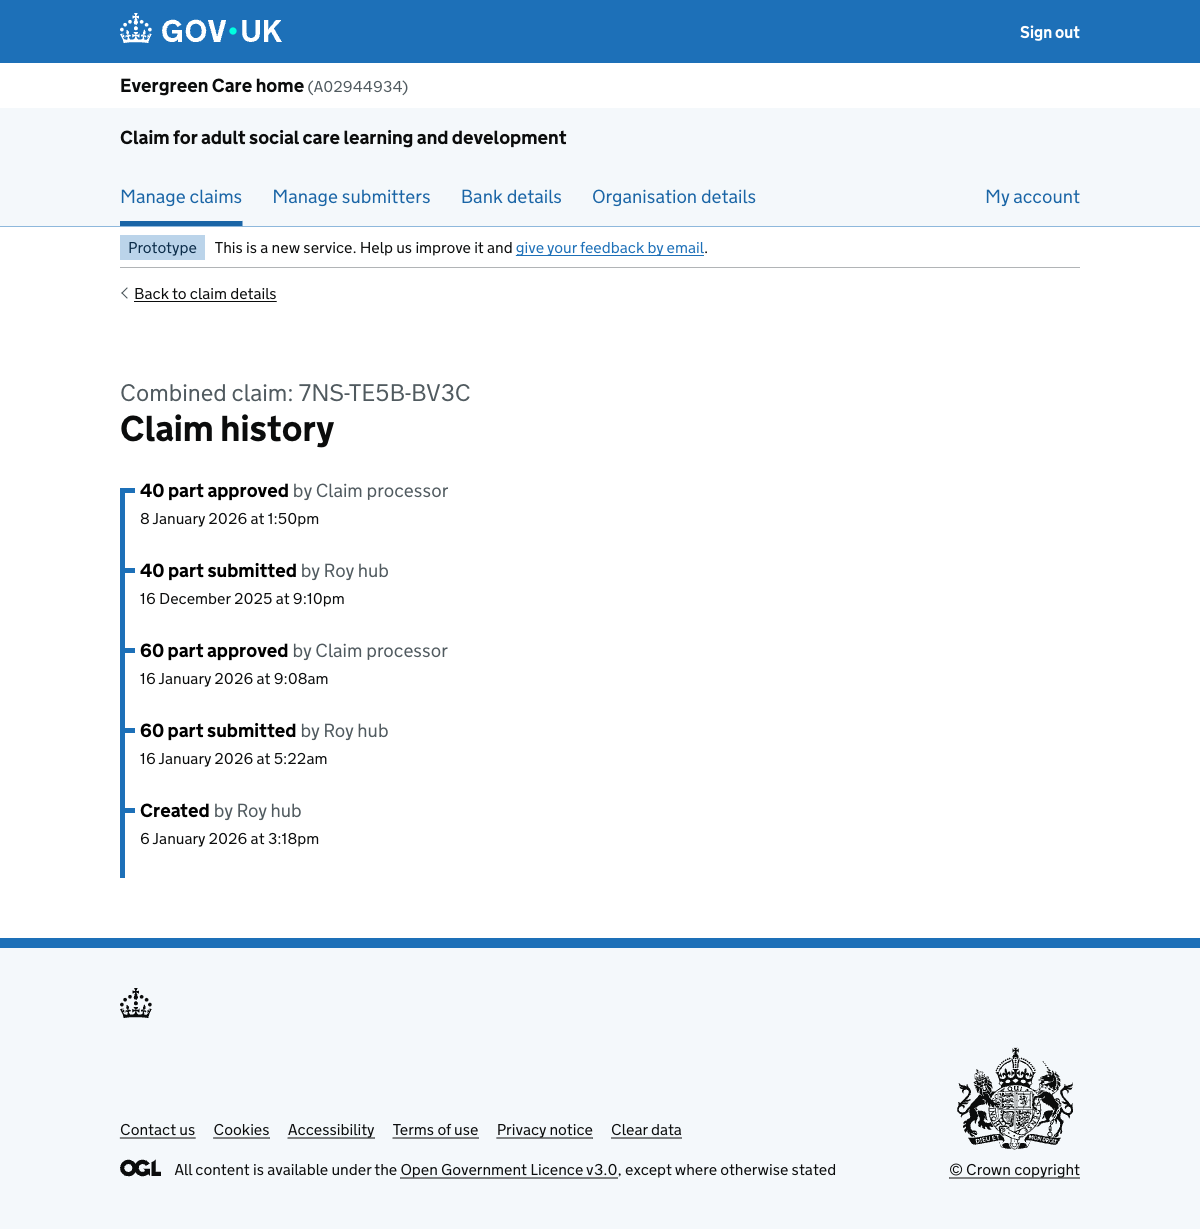 GOV·UK
Sign out
Evergreen Care home (A02944934)
Claim for adult social care learning and development
Manage claims Manage submitters Bank details Organisation details My account
Prototype This is a new service. Help us improve it and give your feedback by email.
Back to claim details
Combined claim: 7NS-TE5B-BV3C
Claim history
40 part approved by Claim processor
8 January 2026 at 1:50pm
40 part submitted by Roy hub
16 December 2025 at 9:10pm
60 part approved by Claim processor
16 January 2026 at 9:08am
60 part submitted by Roy hub
16 January 2026 at 5:22am
Created by Roy hub
6 January 2026 at 3:18pm
Contact us Cookies Accessibility Terms of use Privacy notice Clear data
OGL All content is available under the Open Government Licence v3.0, except where otherwise stated
© Crown copyright